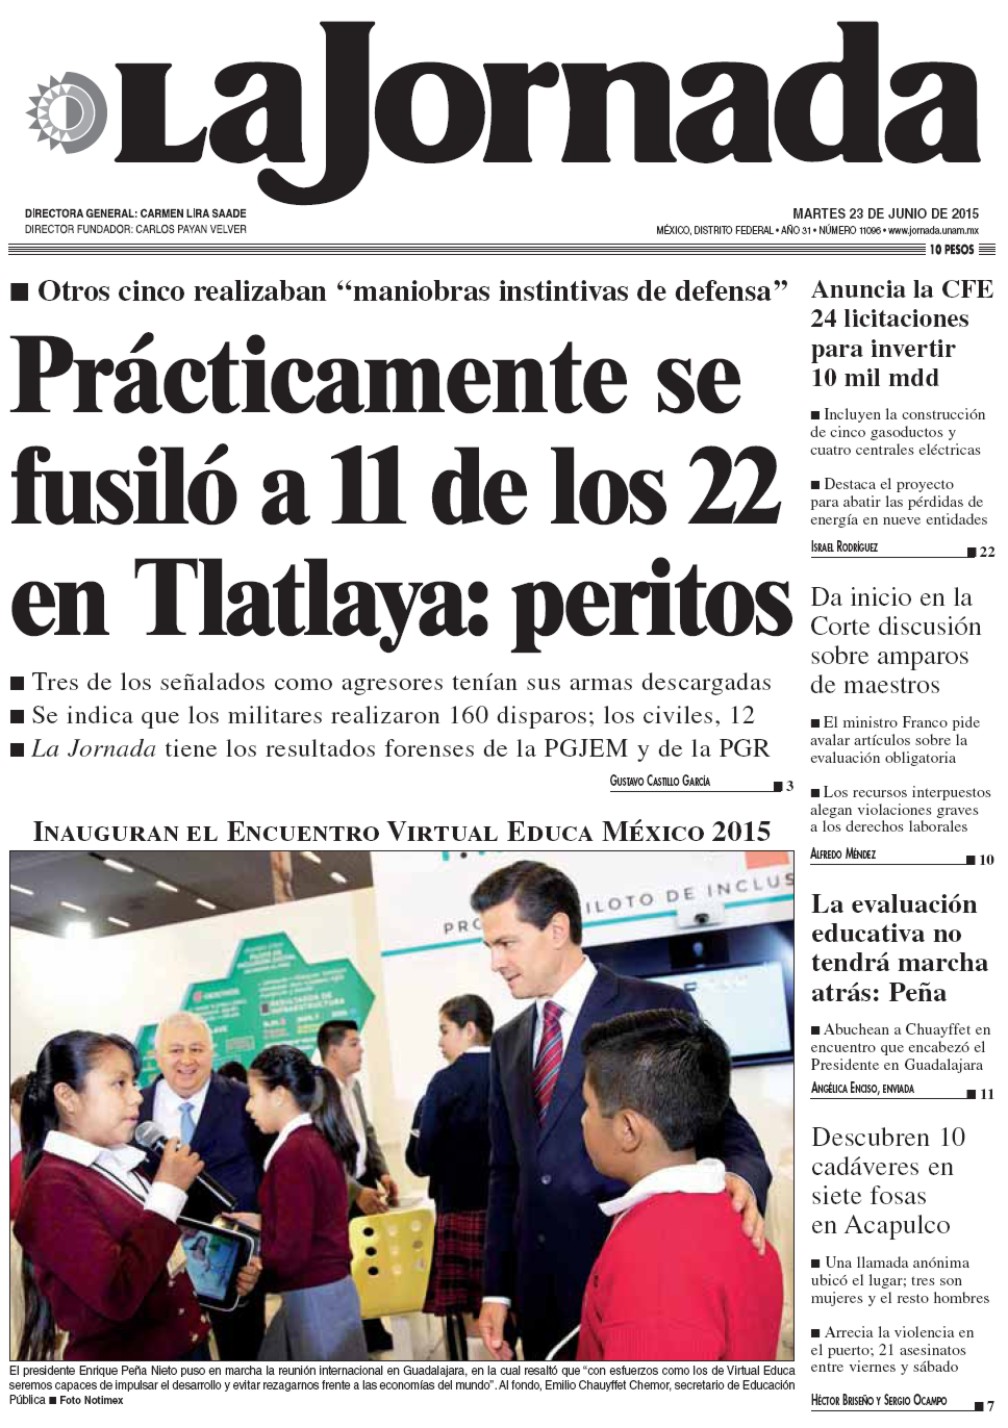 LaJornada
DIRECTORA GENERAL: CARMEN LIRA SAADE
DIRECTOR FUNDADOR: CARLOS PAYAN VELVER
MARTES 23 DE JUNIO DE 2015
MÉXICO, DISTRITO FEDERAL • AÑO 31 • NÚMERO 11096 • www.jornada.unam.mx
10 PESOS
■ Otros cinco realizaban “maniobras instintivas de defensa”
Prácticamente se
fusiló a 11 de los 22
en Tlatlaya: peritos
■ Tres de los señalados como agresores tenían sus armas descargadas
■ Se indica que los militares realizaron 160 disparos; los civiles, 12
■ La Jornada tiene los resultados forenses de la PGJEM y de la PGR
GUSTAVO CASTILLO GARCÍA ■ 3
INAUGURAN EL ENCUENTRO VIRTUAL EDUCA MÉXICO 2015
PRO ILOTO DE INCLUS
El presidente Enrique Peña Nieto puso en marcha la reunión internacional en Guadalajara, en la cual resaltó que “con esfuerzos como los de Virtual Educa
seremos capaces de impulsar el desarrollo y evitar rezagarnos frente a las economías del mundo”. Al fondo, Emilio Chauyffet Chemor, secretario de Educación
Pública ■ Foto Notimex
Anuncia la CFE
24 licitaciones
para invertir
10 mil mdd
■ Incluyen la construcción
de cinco gasoductos y
cuatro centrales eléctricas
■ Destaca el proyecto
para abatir las pérdidas de
energía en nueve entidades
ISRAEL RODRÍGUEZ ■ 22
Da inicio en la
Corte discusión
sobre amparos
de maestros
■ El ministro Franco pide
avalar artículos sobre la
evaluación obligatoria
■ Los recursos interpuestos
alegan violaciones graves
a los derechos laborales
ALFREDO MÉNDEZ ■ 10
La evaluación
educativa no
tendrá marcha
atrás: Peña
■ Abuchean a Chuayffet en
encuentro que encabezó el
Presidente en Guadalajara
ANGÉLICA ENCISO, ENVIADA ■ 11
Descubren 10
cadáveres en
siete fosas
en Acapulco
■ Una llamada anónima
ubicó el lugar; tres son
mujeres y el resto hombres
■ Arrecia la violencia en
el puerto; 21 asesinatos
entre viernes y sábado
HÉCTOR BRISEÑO Y SERGIO OCAMPO ■ 7